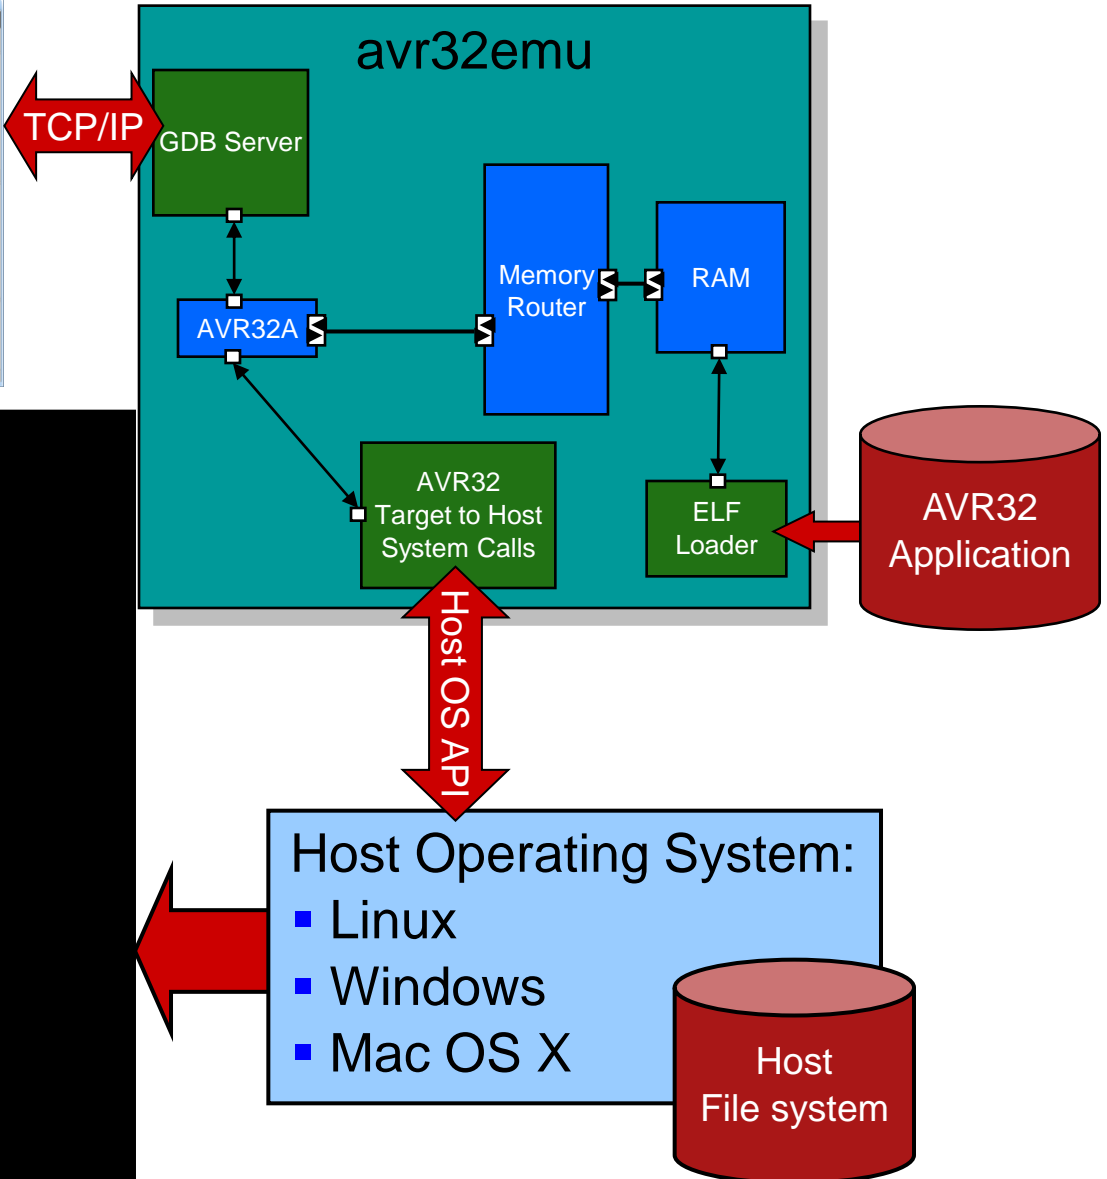 avr32emu
TCP/IP
GDB Server
Memory
Router
RAM
AVR32A
AVR32
Target to Host
System Calls
ELF
Loader
AVR32
Application
Host OS API
Host Operating System:
Linux
Windows
Mac OS X
Host
File system